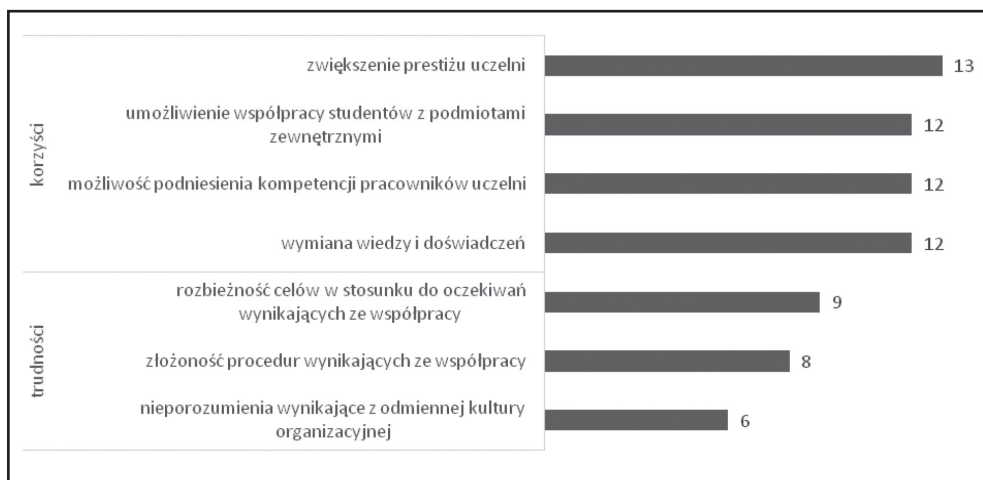 korzyści
zwiększenie prestiżu uczelni
13
umożliwienie współpracy studentów z podmiotami
zewnętrznymi
12
możliwość podniesienia kompetencji pracowników uczelni
12
wymiana wiedzy i doświadczeń
12
trudności
rozbieżność celów w stosunku do oczekiwań
wynikających ze współpracy
9
złożoność procedur wynikających ze współpracy
8
nieporozumienia wynikające z odmiennej kultury
organizacyjnej
6